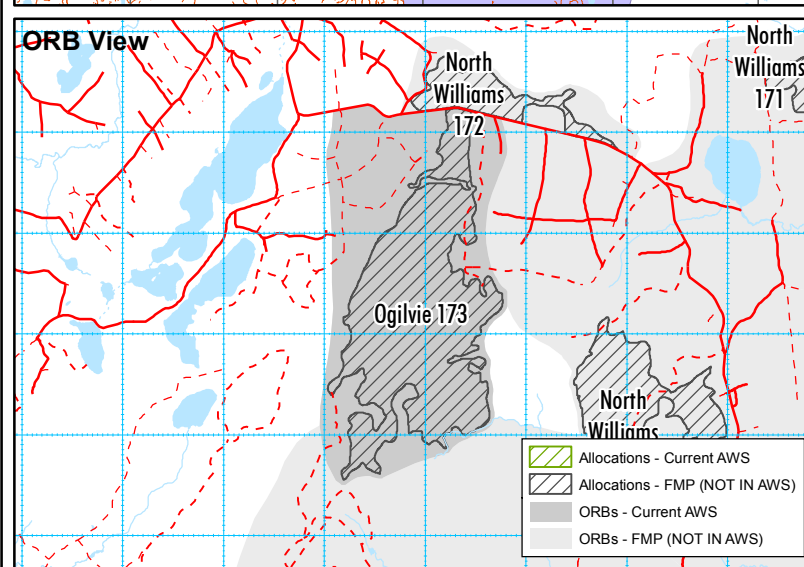 ORB View
North
Williams
172
North
Williams
171
Ogilvie 173
North
Williams
Allocations - Current AWS
Allocations - FMP (NOT IN AWS)
ORBs - Current AWS
ORBs - FMP (NOT IN AWS)